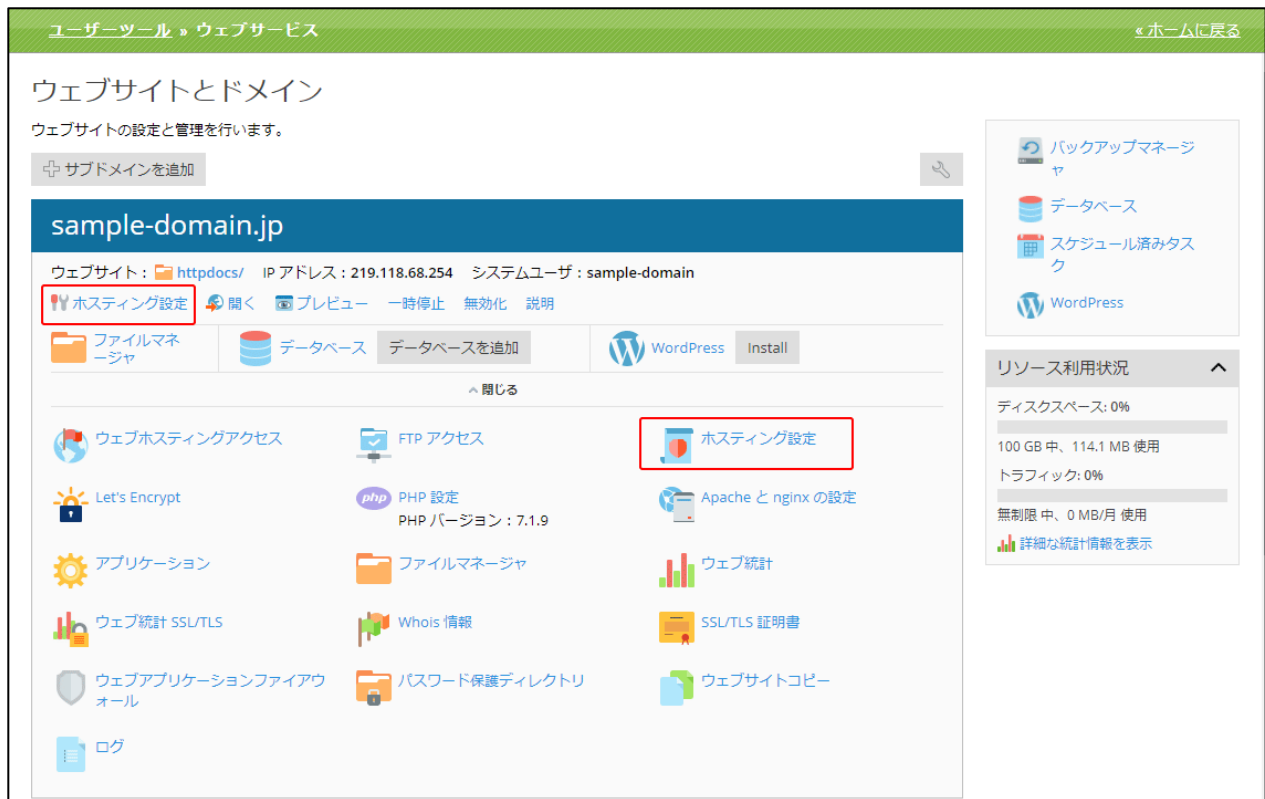 ユーザーツール » ウェブサービス
«ホームに戻る
ウェブサイトとドメイン
ウェブサイトの設定と管理を行います。
サブドメインを追加
sample-domain.jp
ウェブサイト : httpdocs/ IP アドレス : 219.118.68.254 システムユーザ : sample-domain
ホスティング設定 開く プレビュー 一時停止 無効化 説明
ファイルマネ
ージャ
データベース データベースを追加
WordPress Install
閉じる
ウェブホスティングアクセス
FTP アクセス
ホスティング設定
Let's Encrypt
php PHP 設定
PHP バージョン : 7.1.9
Apache と nginx の設定
アプリケーション
ファイルマネージャ
ウェブ統計
ウェブ統計 SSL/TLS
Whois 情報
SSL/TLS 証明書
ウェブアプリケーションファイアウ
ォール
パスワード保護ディレクトリ
ウェブサイトコピー
ログ
バックアップマネージ
ャ
データベース
スケジュール済みタス
ク
WordPress
リソース利用状況
ディスクスペース: 0%
100 GB 中、114.1 MB 使用
トラフィック: 0%
無制限 中、0 MB/月 使用
詳細な統計情報を表示